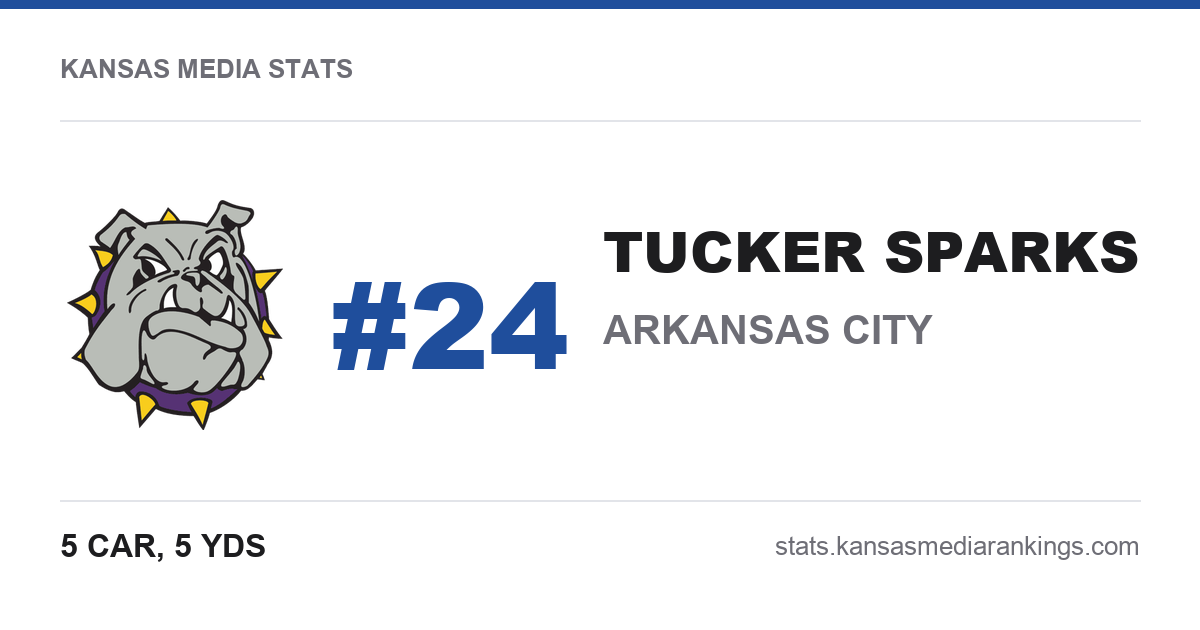 KANSAS MEDIA STATS
#24
TUCKER SPARKS
ARKANSAS CITY
5 CAR, 5 YDS
stats.kansasmediarankings.com